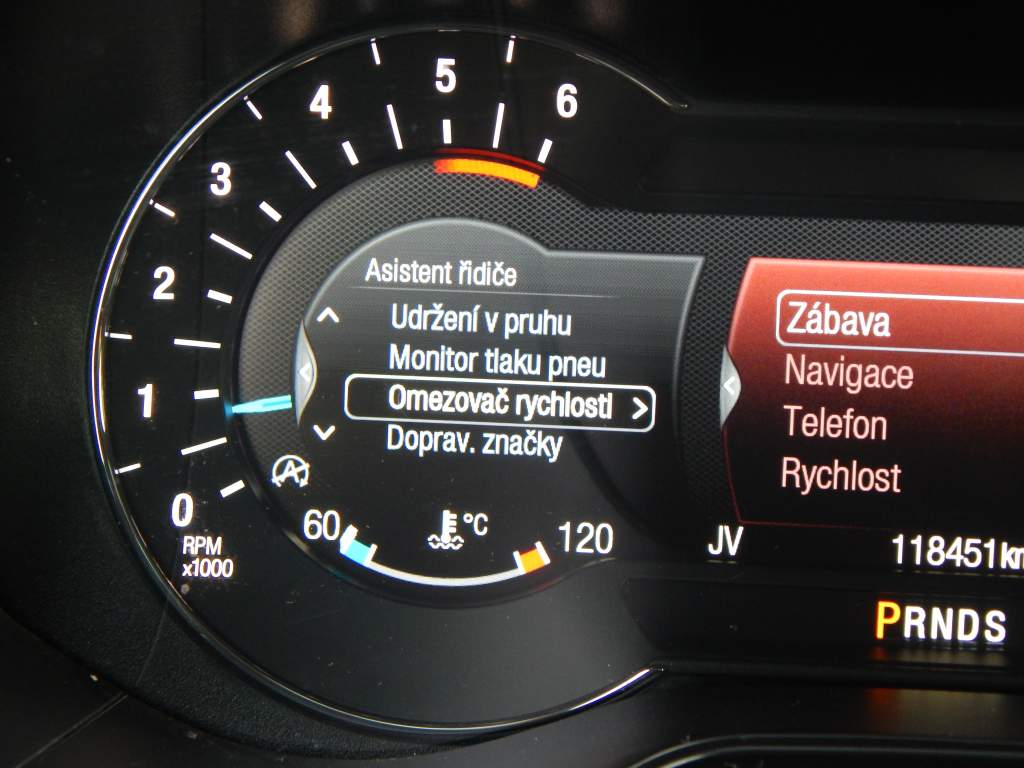 5
6
4
3
2
1
0
RPM
x1000
Asistent řidiče
Udržení v pruhu
Monitor tlaku pneu
Omezovač rychlosti
Doprav. značky
A
60
°C
120
Zábava
Navigace
Telefon
Rychlost
JV
118451km
PRNDS